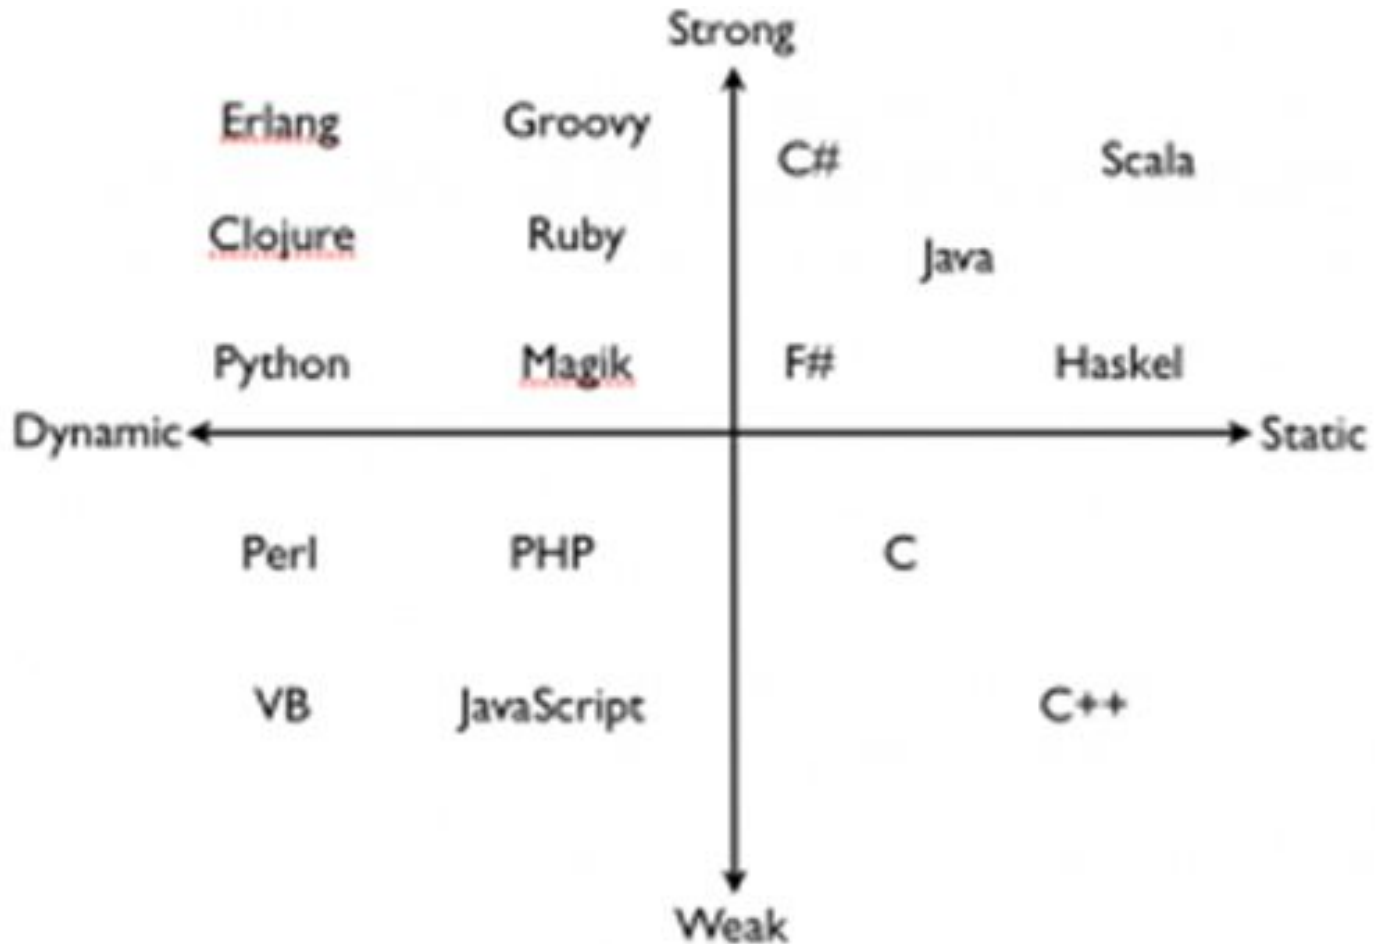 Strong
Erlang Groovy
C# Scala
Clojure Ruby
Java
Python Magik F# Haskel
Dynamic Static
Perl PHP C
VB JavaScript C++
Weak